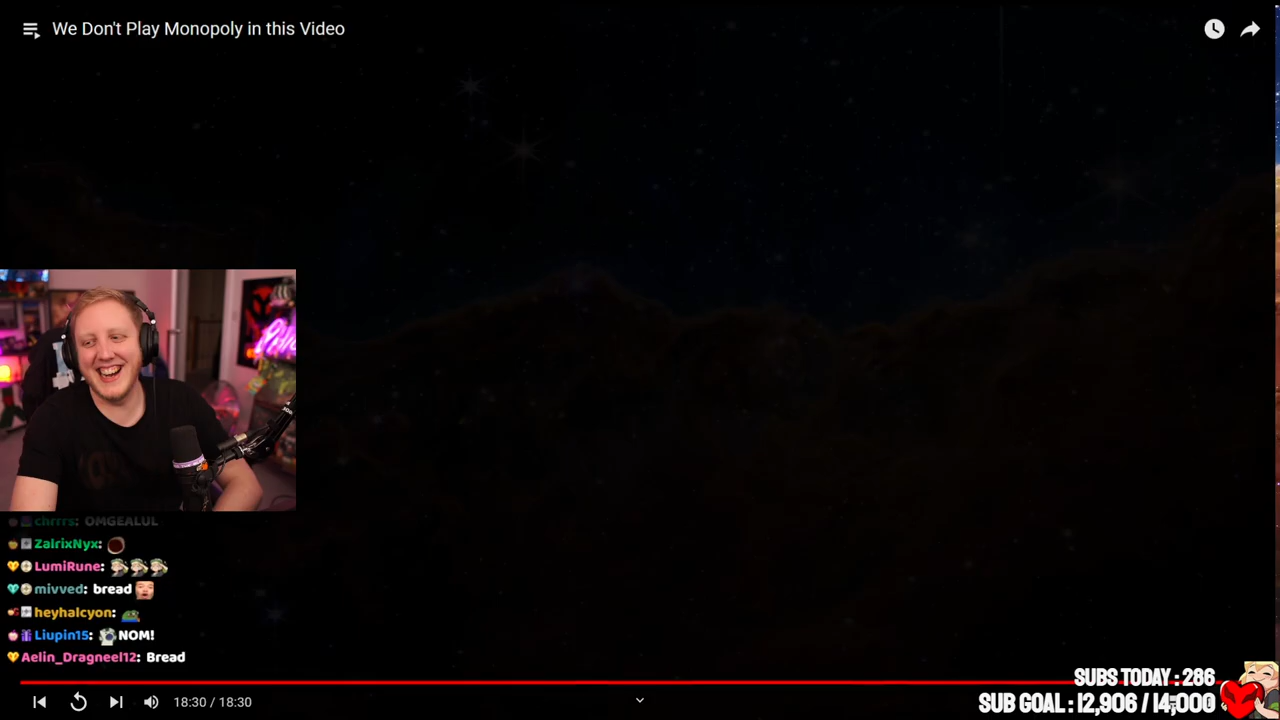 We Don't Play Monopoly in this Video
chrrrs: OMGEALUL
ZalrixNyx:
LumiRune:
mivved: bread
heyhalcyon:
Liupin15: NOM!
Aelin_Dragneel12: Bread
SUBS TODAY : 286
SUB GOAL : 12,906 / 14,000
18:30 / 18:30